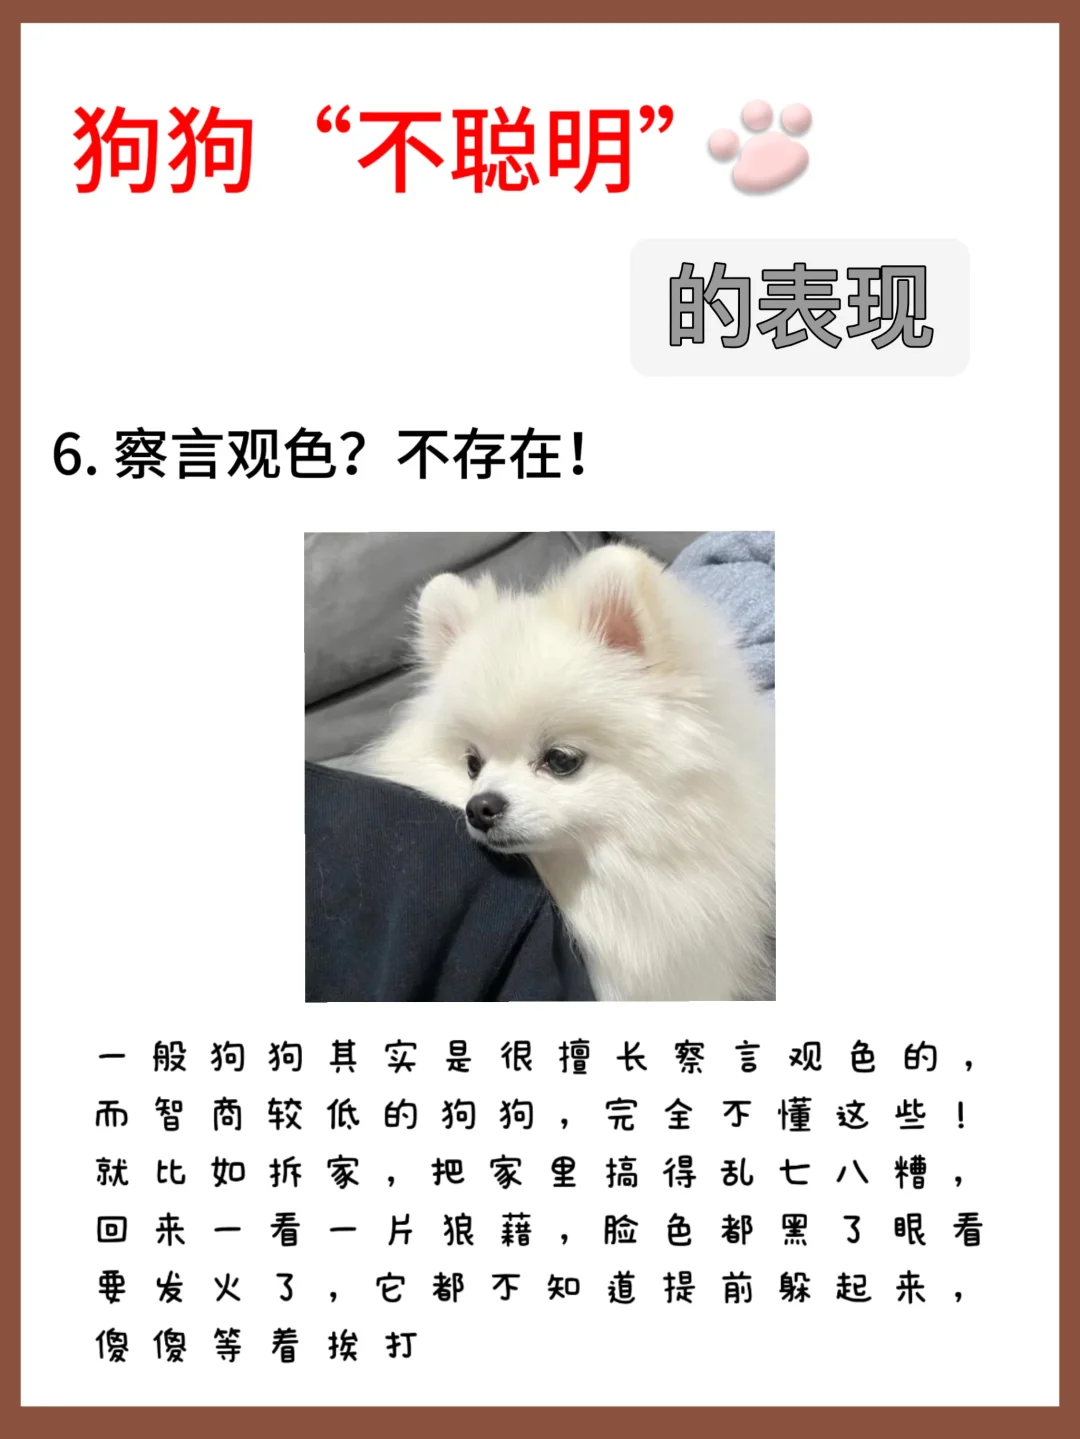 狗狗“不聪明”
的表现
6. 察言观色？不存在！
一般狗狗其实是很擅长察言观色的，
而智商较低的狗狗，完全不懂这些！
就比如拆家，把家里搞得乱七八糟，
回来一看一片狼藉，脸色都黑了眼看
要发火了，它都不知道提前躲起来，
傻傻等着挨打